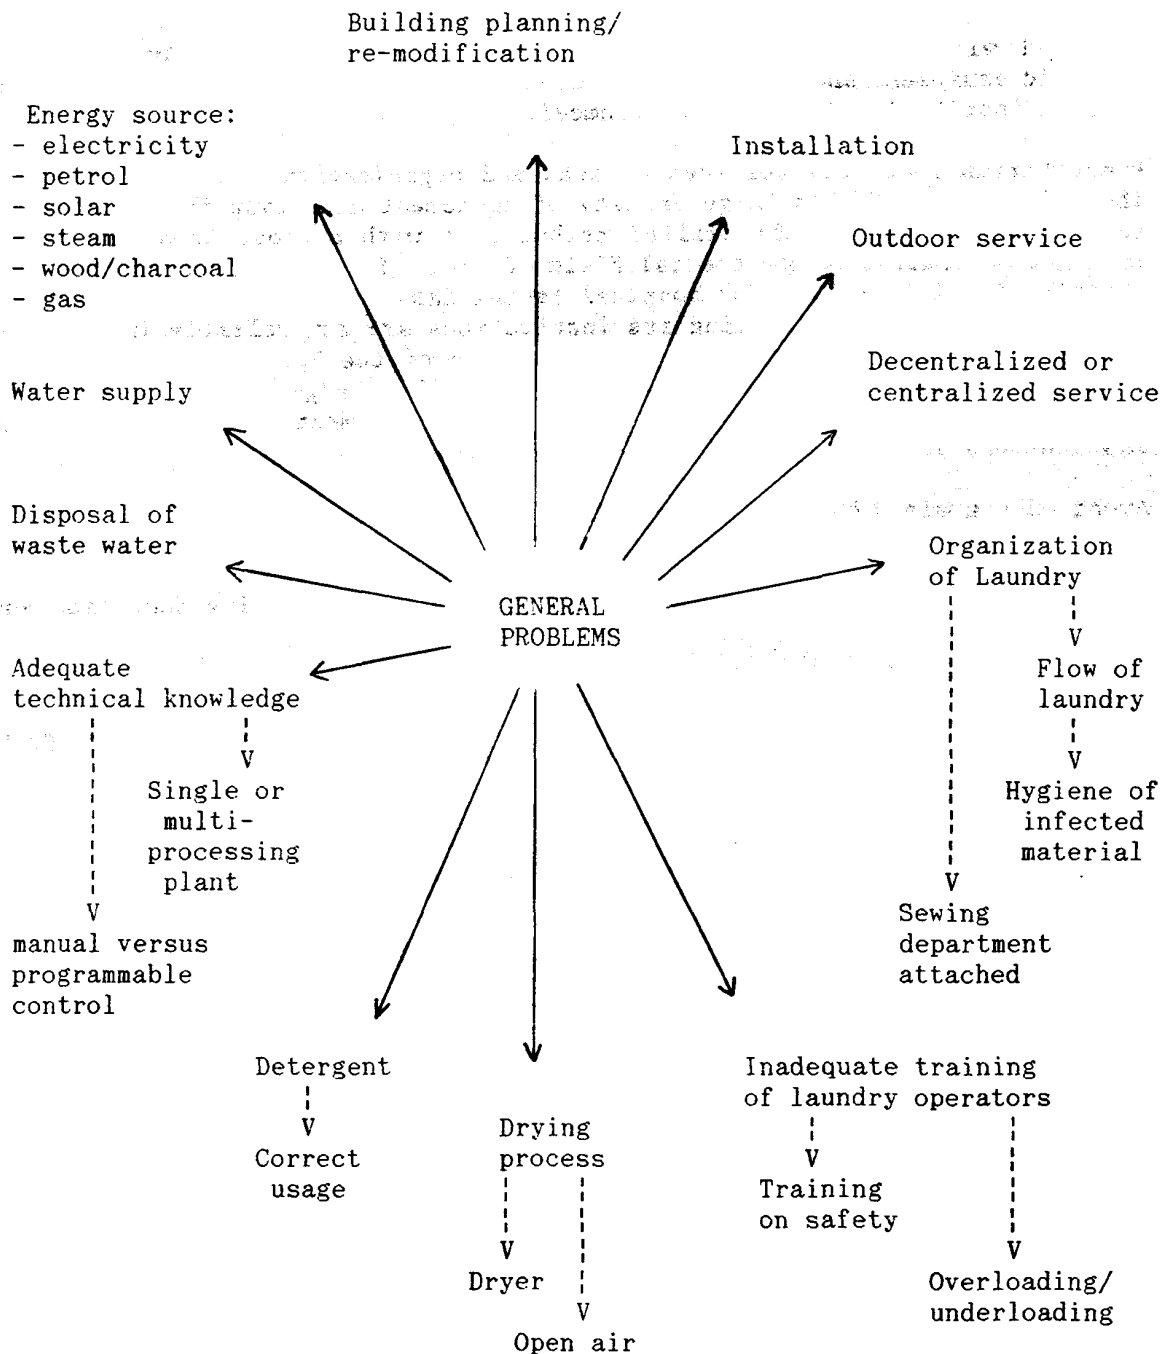 Building planning/
re-modification
Energy source:
- electricity
- petrol
- solar
- steam
- wood/charcoal
- gas
Installation
Outdoor service
Decentralized or
centralized service
Water supply
Disposal of
waste water
Organization
of Laundry
GENERAL
PROBLEMS
Adequate
technical knowledge
V
Flow of
laundry
V
Single or
multi-
processing
plant
V
Hygiene of
infected
material
V
manual versus
programmable
control
V
Sewing
department
attached
Detergent
V
Correct
usage
Drying
process
V
Dryer
V
Open air
Inadequate training
of laundry operators
V
Training
on safety
V
Overloading/
underloading